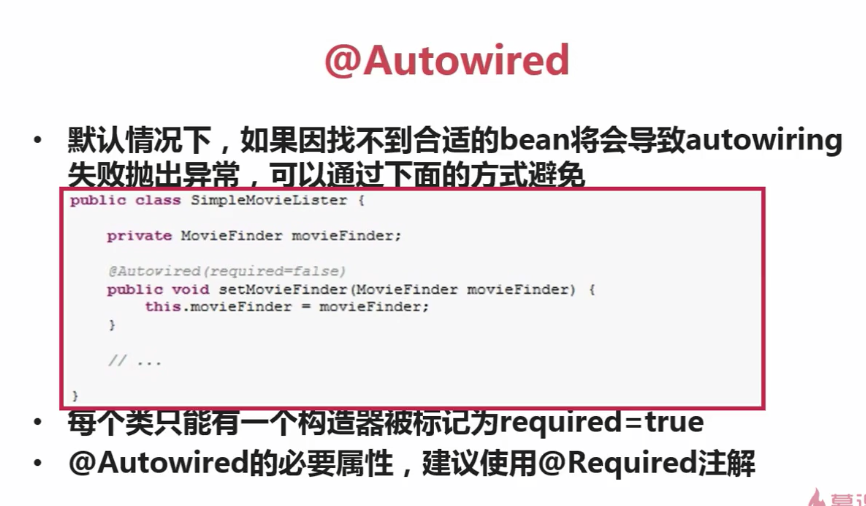 @Autowired
• 默认情况下，如果因找不到合适的bean将会导致autowiring
失败抛出异常，可以通过下面的方式避免
public class SimpleMovieLister {
private MovieFinder movieFinder;
@Autowired(required=false)
public void setMovieFinder(MovieFinder movieFinder) {
this.movieFinder = movieFinder;
}
// ...
}
• 每个类只能有一个构造器被标记为required=true
• @Autowired的必要属性，建议使用@Required注解